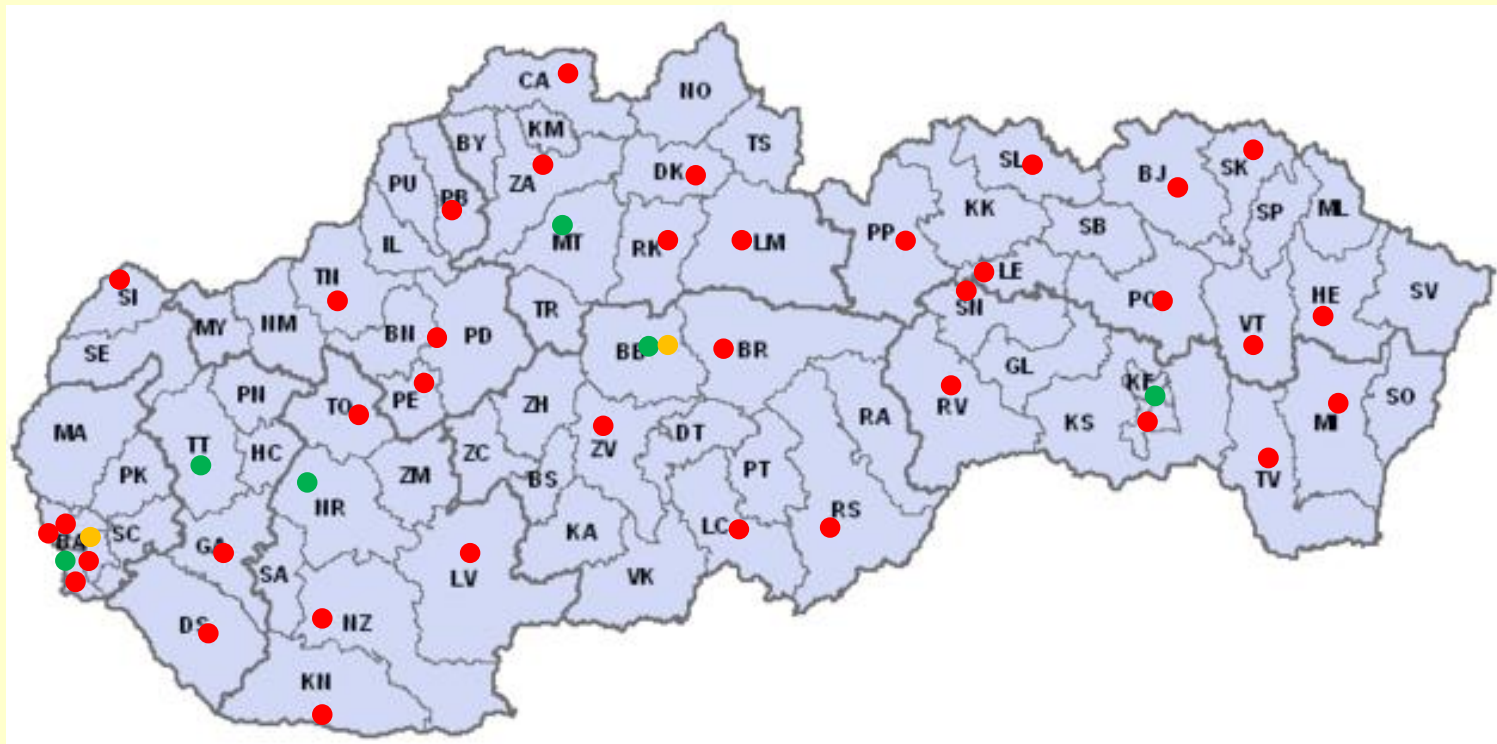 CA
NO
KM
BY
TS
ZA
DK
PU
PB
SL
BJ
SK
KK
SP
ML
SB
IL
MT
RK
LM
PP
TN
LE
SN
PO
HE
SV
SI
MY
NM
BN
PD
TR
VT
SE
BB
BR
GL
KE
PN
TO
PE
ZH
RA
RV
KS
MI
SO
MA
TT
HC
ZM
ZC
ZV
DT
PK
BS
PT
TV
NR
RS
SC
BA
GA
KA
LC
SA
LV
VK
DS
NZ
KN